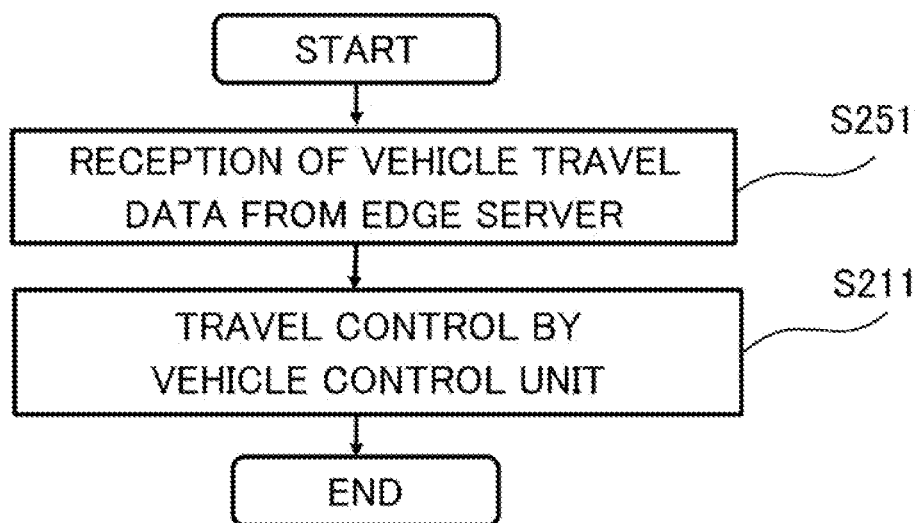 START
S251
RECEPTION OF VEHICLE TRAVEL
DATA FROM EDGE SERVER
S211
TRAVEL CONTROL BY
VEHICLE CONTROL UNIT
END